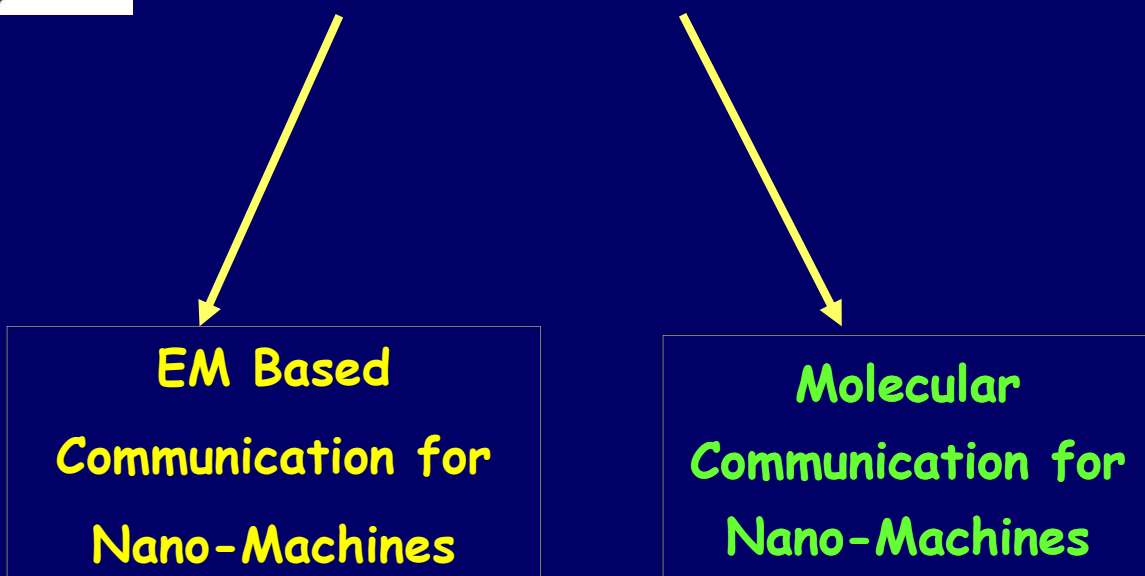 EM Based
Communication for
Nano-Machines
Molecular
Communication for
Nano-Machines